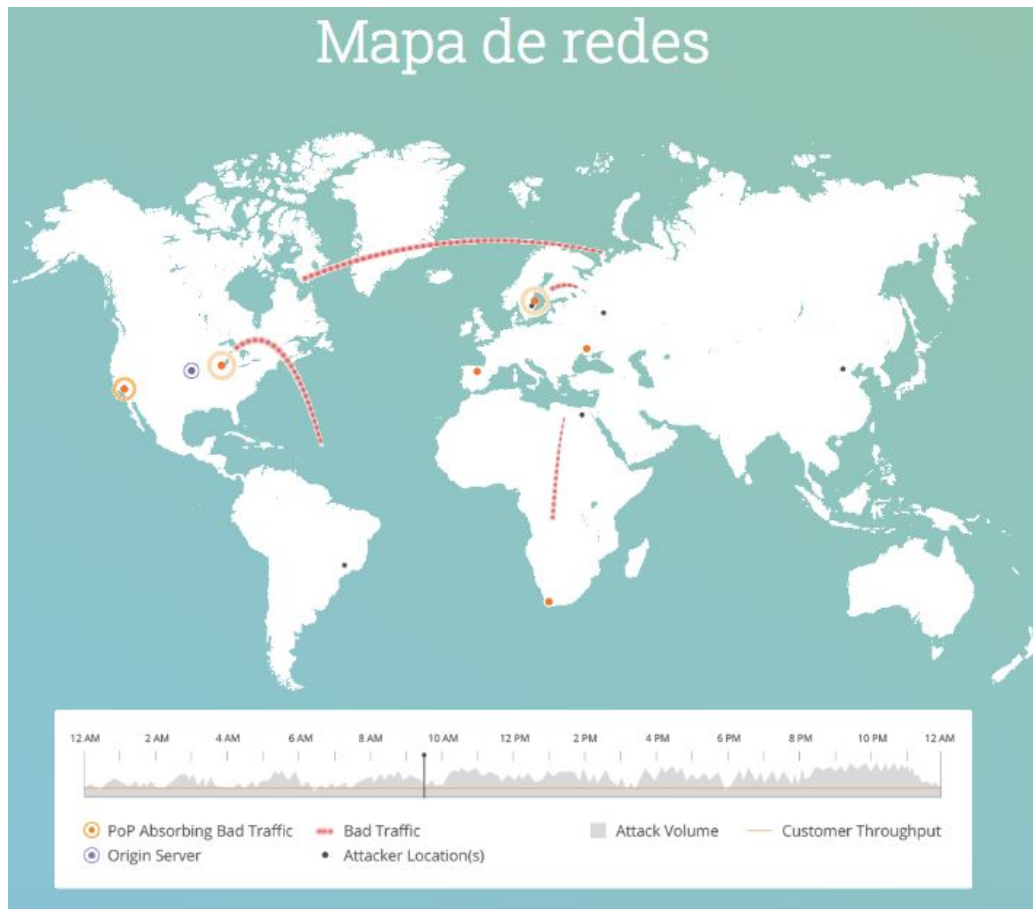 Mapa de redes
12 AM 2 AM 4 AM 6 AM 8 AM 10 AM 12 PM 2 PM 4 PM 6 PM 8 PM 10 PM 12 AM
PoP Absorbing Bad Traffic Bad Traffic Attack Volume Customer Throughput
Origin Server Attacker Location(s)